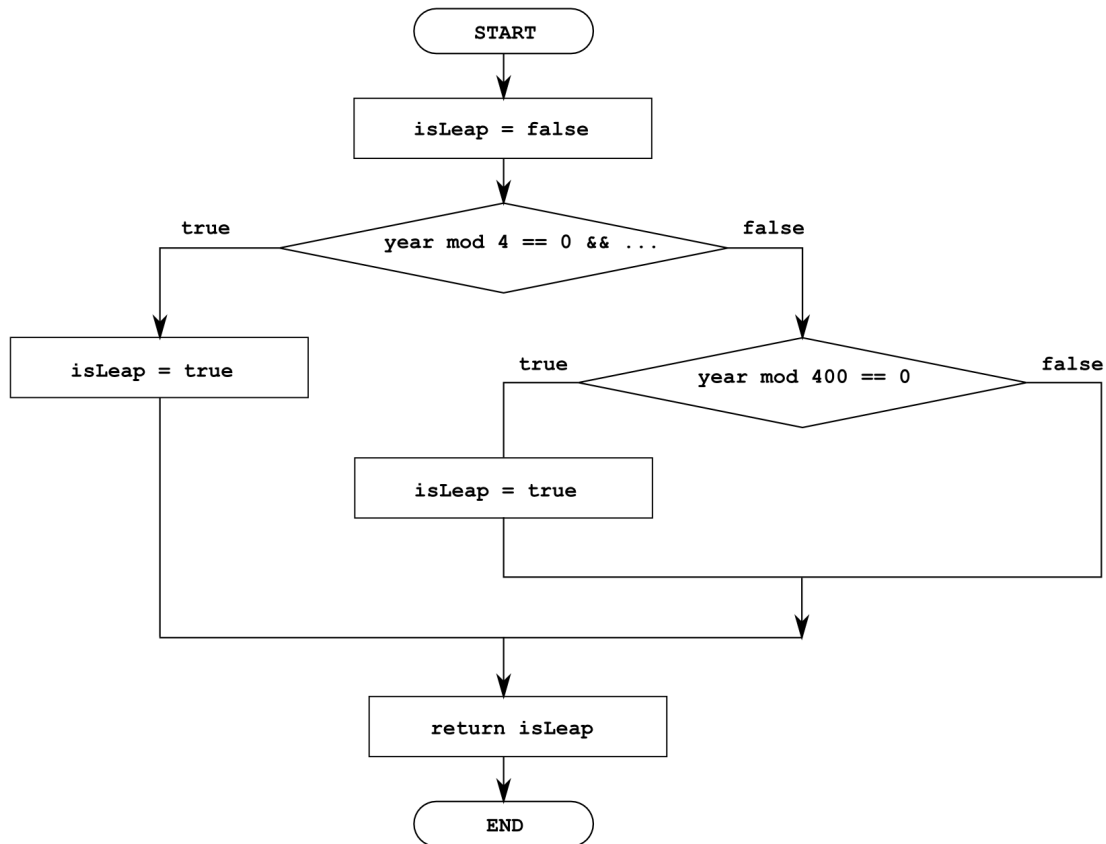 START
isLeap = false
true
year mod 4 == 0 && ...
false
isLeap = true
true
year mod 400 == 0
false
isLeap = true
return isLeap
END